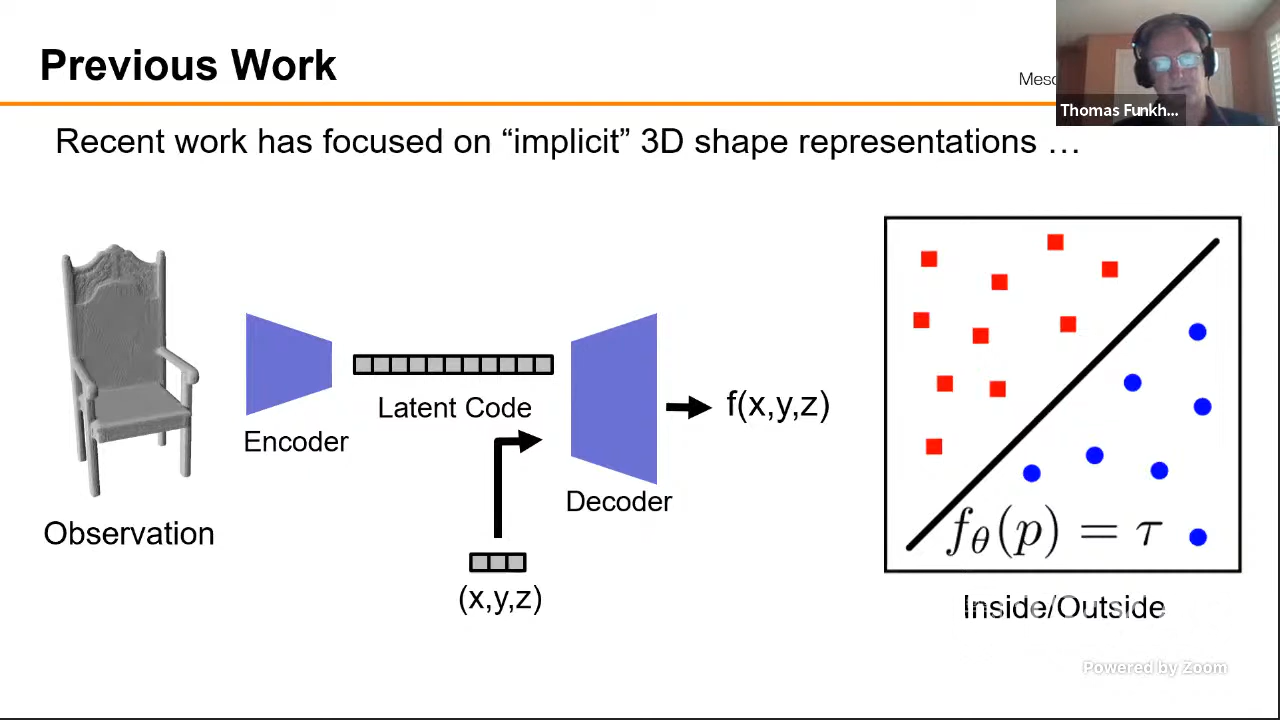 Previous Work
Thomas Funkh...
Recent work has focused on “implicit” 3D shape representations …
Latent Code
f(x,y,z)
Encoder
Decoder
Observation
fθ(p) = τ
(x,y,z)
Inside/Outside
Powered by Zoom